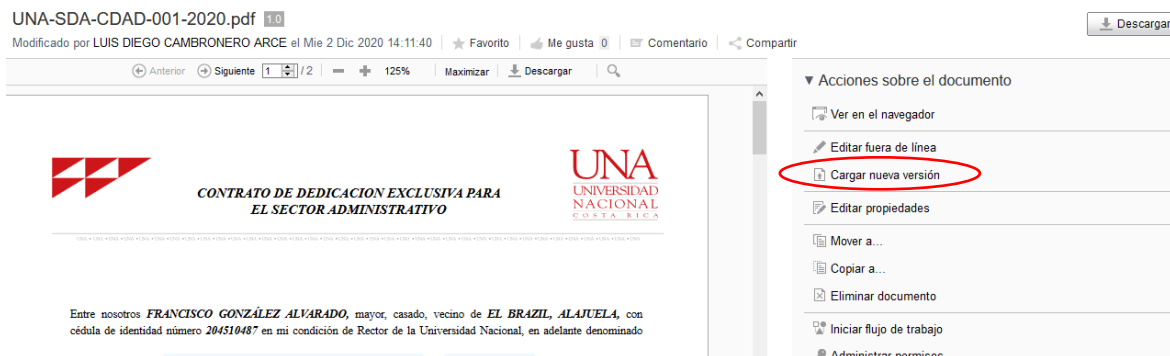 UNA-SDA-CDAD-001-2020.pdf 1.0
Descargar
Modificado por LUIS DIEGO CAMBRONERO ARCE el Mie 2 Dic 2020 14:11:40 Favorito Me gusta 0 Comentario Compartir
Anterior Siguiente 1 / 2 125% Maximizar Descargar
Acciones sobre el documento
Ver en el navegador
Editar fuera de línea
Cargar nueva versión
Editar propiedades
Mover a...
Copiar a...
Eliminar documento
Iniciar flujo de trabajo
Administrar permisos
CONTRATO DE DEDICACION EXCLUSIVA PARA
EL SECTOR ADMINISTRATIVO
UNA
UNIVERSIDAD
NACIONAL
COSTA RICA
Entre nosotros FRANCISCO GONZÁLEZ ALVARADO, mayor, casado, vecino de EL BRAZIL, ALAJUELA, con
cédula de identidad número 204510487 en mi condición de Rector de la Universidad Nacional, en adelante denominado